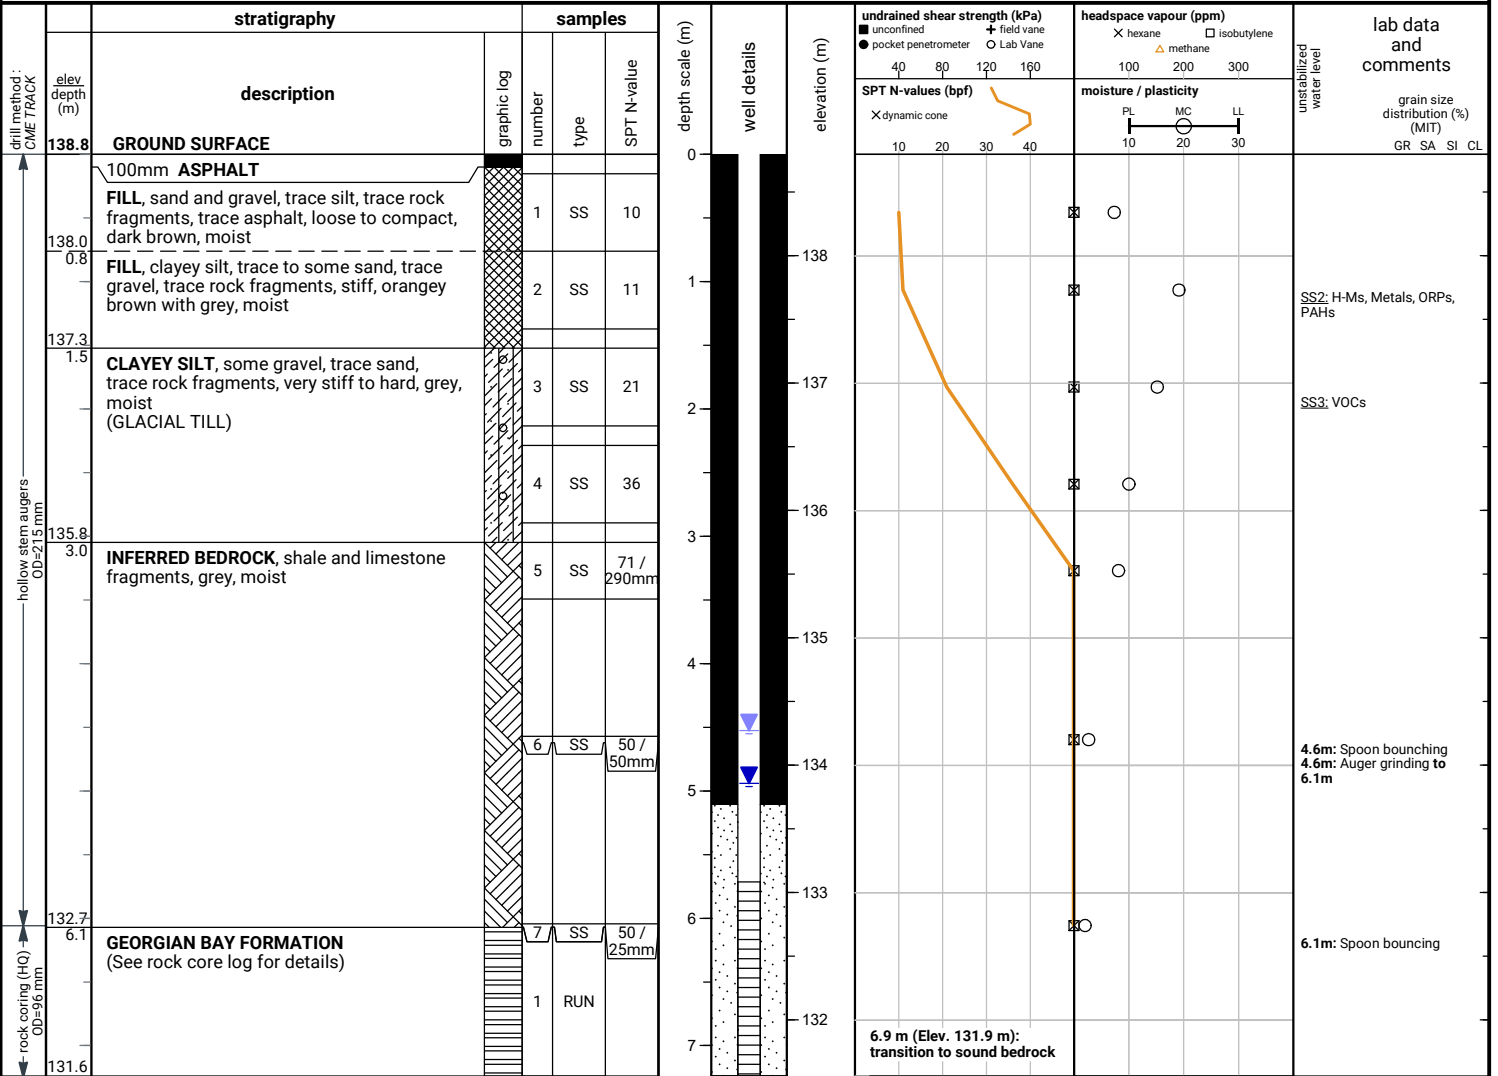 drill method :
CME TRACK
elev
depth
(m)
138.8
stratigraphy
description
GROUND SURFACE
graphic log
samples
number
type
SPT N-value
depth scale (m)
well details
elevation (m)
undrained shear strength (kPa)
unconfined
field vane
pocket penetrometer
Lab Vane
40 80 120 160
SPT N-values (bpf)
dynamic cone
10 20 30 40
headspace vapour (ppm)
hexane
isobutylene
methane
100 200 300
moisture / plasticity
PL MC LL
10 20 30
unstabilized
water level
lab data
and
comments
grain size
distribution (%)
(MIT)
GR SA SI CL
hollow stem augers
OD=215 mm
rock coring (HQ)
OD=96 mm
100mm ASPHALT
FILL, sand and gravel, trace silt, trace rock
fragments, trace asphalt, loose to compact,
dark brown, moist
138.0
0.8
FILL, clayey silt, trace to some sand, trace
gravel, trace rock fragments, stiff, orangey
brown with grey, moist
137.3
1.5
CLAYEY SILT, some gravel, trace sand,
trace rock fragments, very stiff to hard, grey,
moist
(GLACIAL TILL)
135.8
3.0
INFERRED BEDROCK, shale and limestone
fragments, grey, moist
132.7
6.1
GEORGIAN BAY FORMATION
(See rock core log for details)
131.6
1 SS 10
2 SS 11
3 SS 21
4 SS 36
5 SS 71 /
290mm
6 SS 50 /
50mm
7 SS 50 /
25mm
1 RUN
0
1
2
3
4
5
6
7
138
137
136
135
134
133
132
6.9 m (Elev. 131.9 m):
transition to sound bedrock
SS2: H-Ms, Metals, ORPs,
PAHs
SS3: VOCs
4.6m: Spoon bounching
4.6m: Auger grinding to
6.1m
6.1m: Spoon bouncing